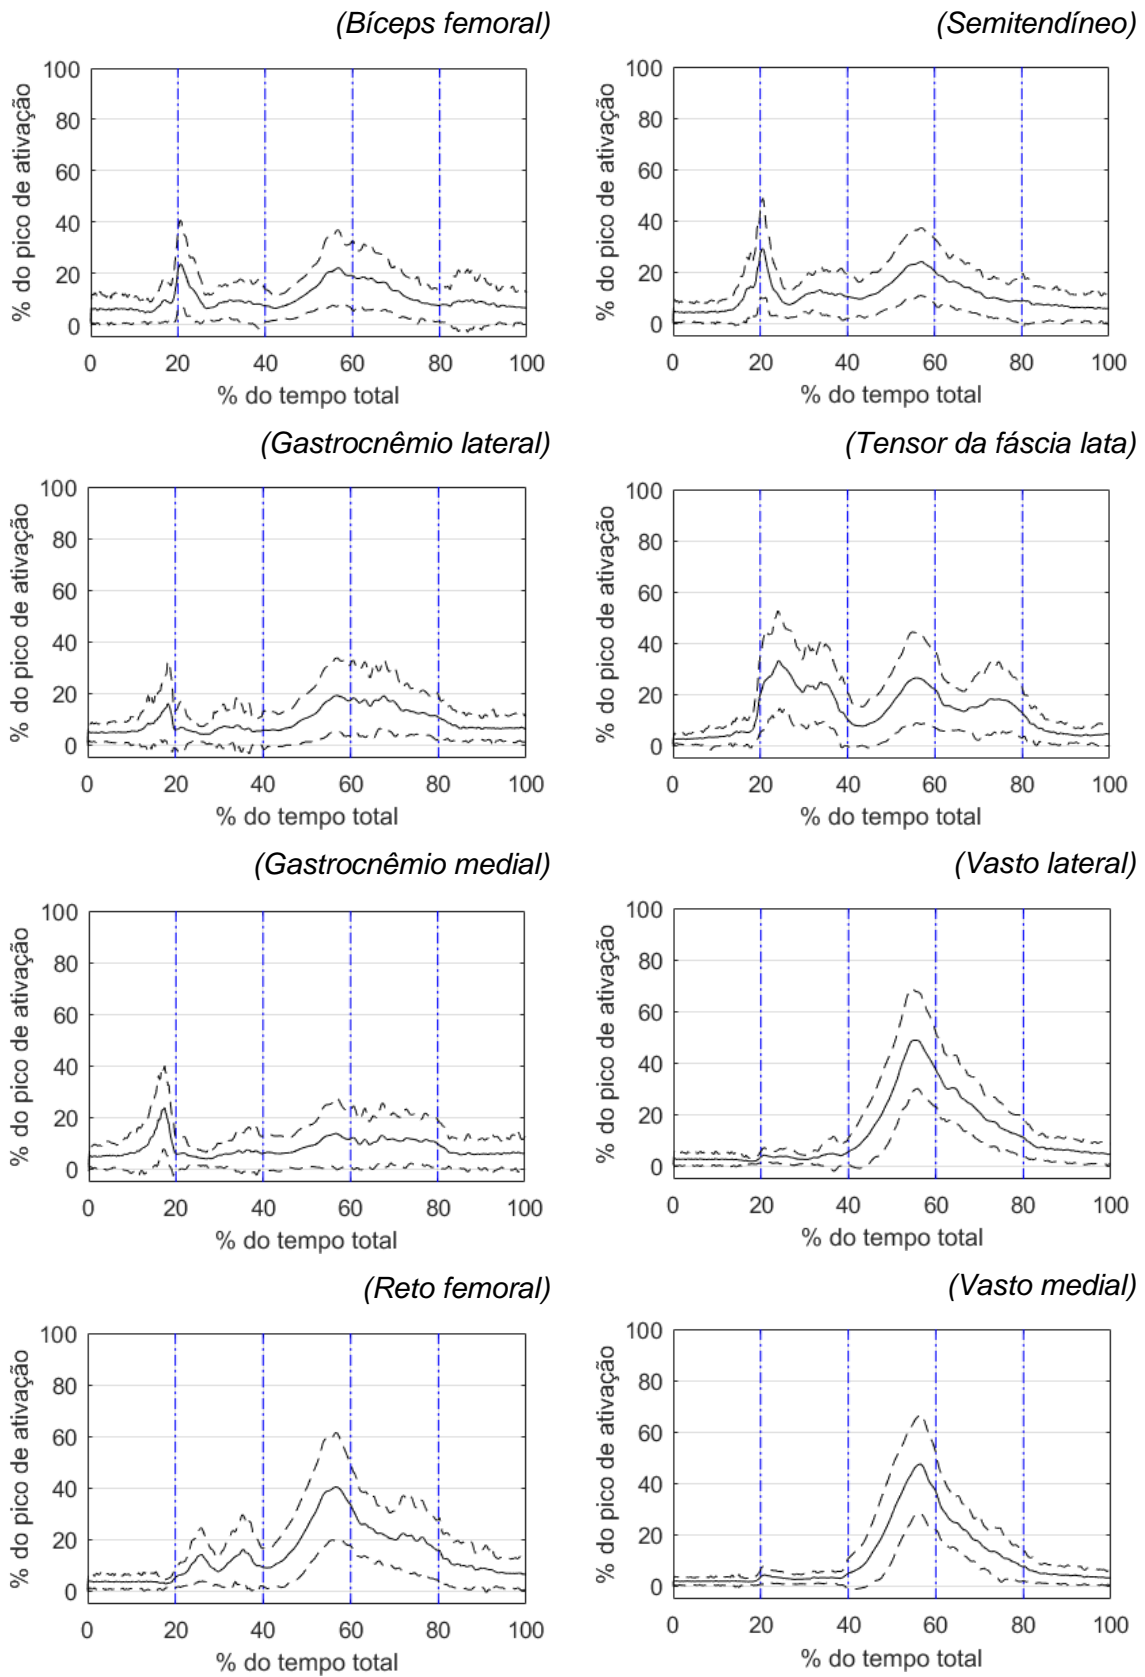 (Bíceps femoral)
100
80
60
40
20
0
% do pico de ativação
0 20 40 60 80 100
% do tempo total
(Semitendíneo)
100
80
60
40
20
0
% do pico de ativação
0 20 40 60 80 100
% do tempo total
(Gastrocnêmio lateral)
100
80
60
40
20
0
% do pico de ativação
0 20 40 60 80 100
% do tempo total
(Tensor da fáscia lata)
100
80
60
40
20
0
% do pico de ativação
0 20 40 60 80 100
% do tempo total
(Gastrocnêmio medial)
100
80
60
40
20
0
% do pico de ativação
0 20 40 60 80 100
% do tempo total
(Vasto lateral)
100
80
60
40
20
0
% do pico de ativação
0 20 40 60 80 100
% do tempo total
(Reto femoral)
100
80
60
40
20
0
% do pico de ativação
0 20 40 60 80 100
% do tempo total
(Vasto medial)
100
80
60
40
20
0
% do pico de ativação
0 20 40 60 80 100
% do tempo total